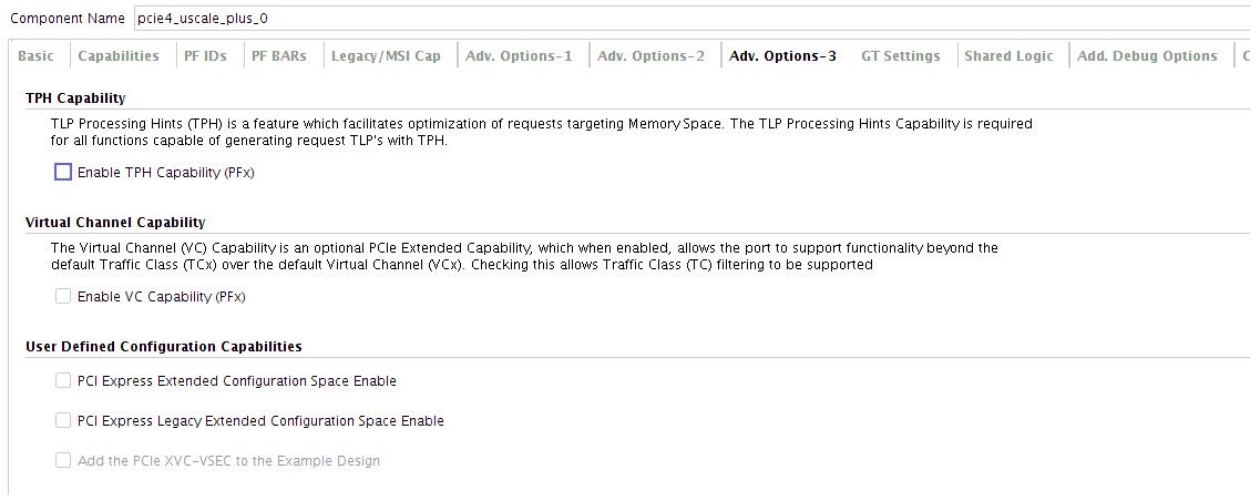 Component Name pcie4_uscale_plus_0
Basic Capabilities PF IDs PF BARs Legacy/MSI Cap Adv. Options-1 Adv. Options-2 Adv. Options-3 GT Settings Shared Logic Add. Debug Options C
TPH Capability
TLP Processing Hints (TPH) is a feature which facilitates optimization of requests targeting Memory Space. The TLP Processing Hints Capability is required
for all functions capable of generating request TLP's with TPH.
Enable TPH Capability (PFx)
Virtual Channel Capability
The Virtual Channel (VC) Capability is an optional PCIe Extended Capability, which when enabled, allows the port to support functionality beyond the
default Traffic Class (TCx) over the default Virtual Channel (VCx). Checking this allows Traffic Class (TC) filtering to be supported
Enable VC Capability (PFx)
User Defined Configuration Capabilities
PCI Express Extended Configuration Space Enable
PCI Express Legacy Extended Configuration Space Enable
Add the PCIe XVC-VSEC to the Example Design